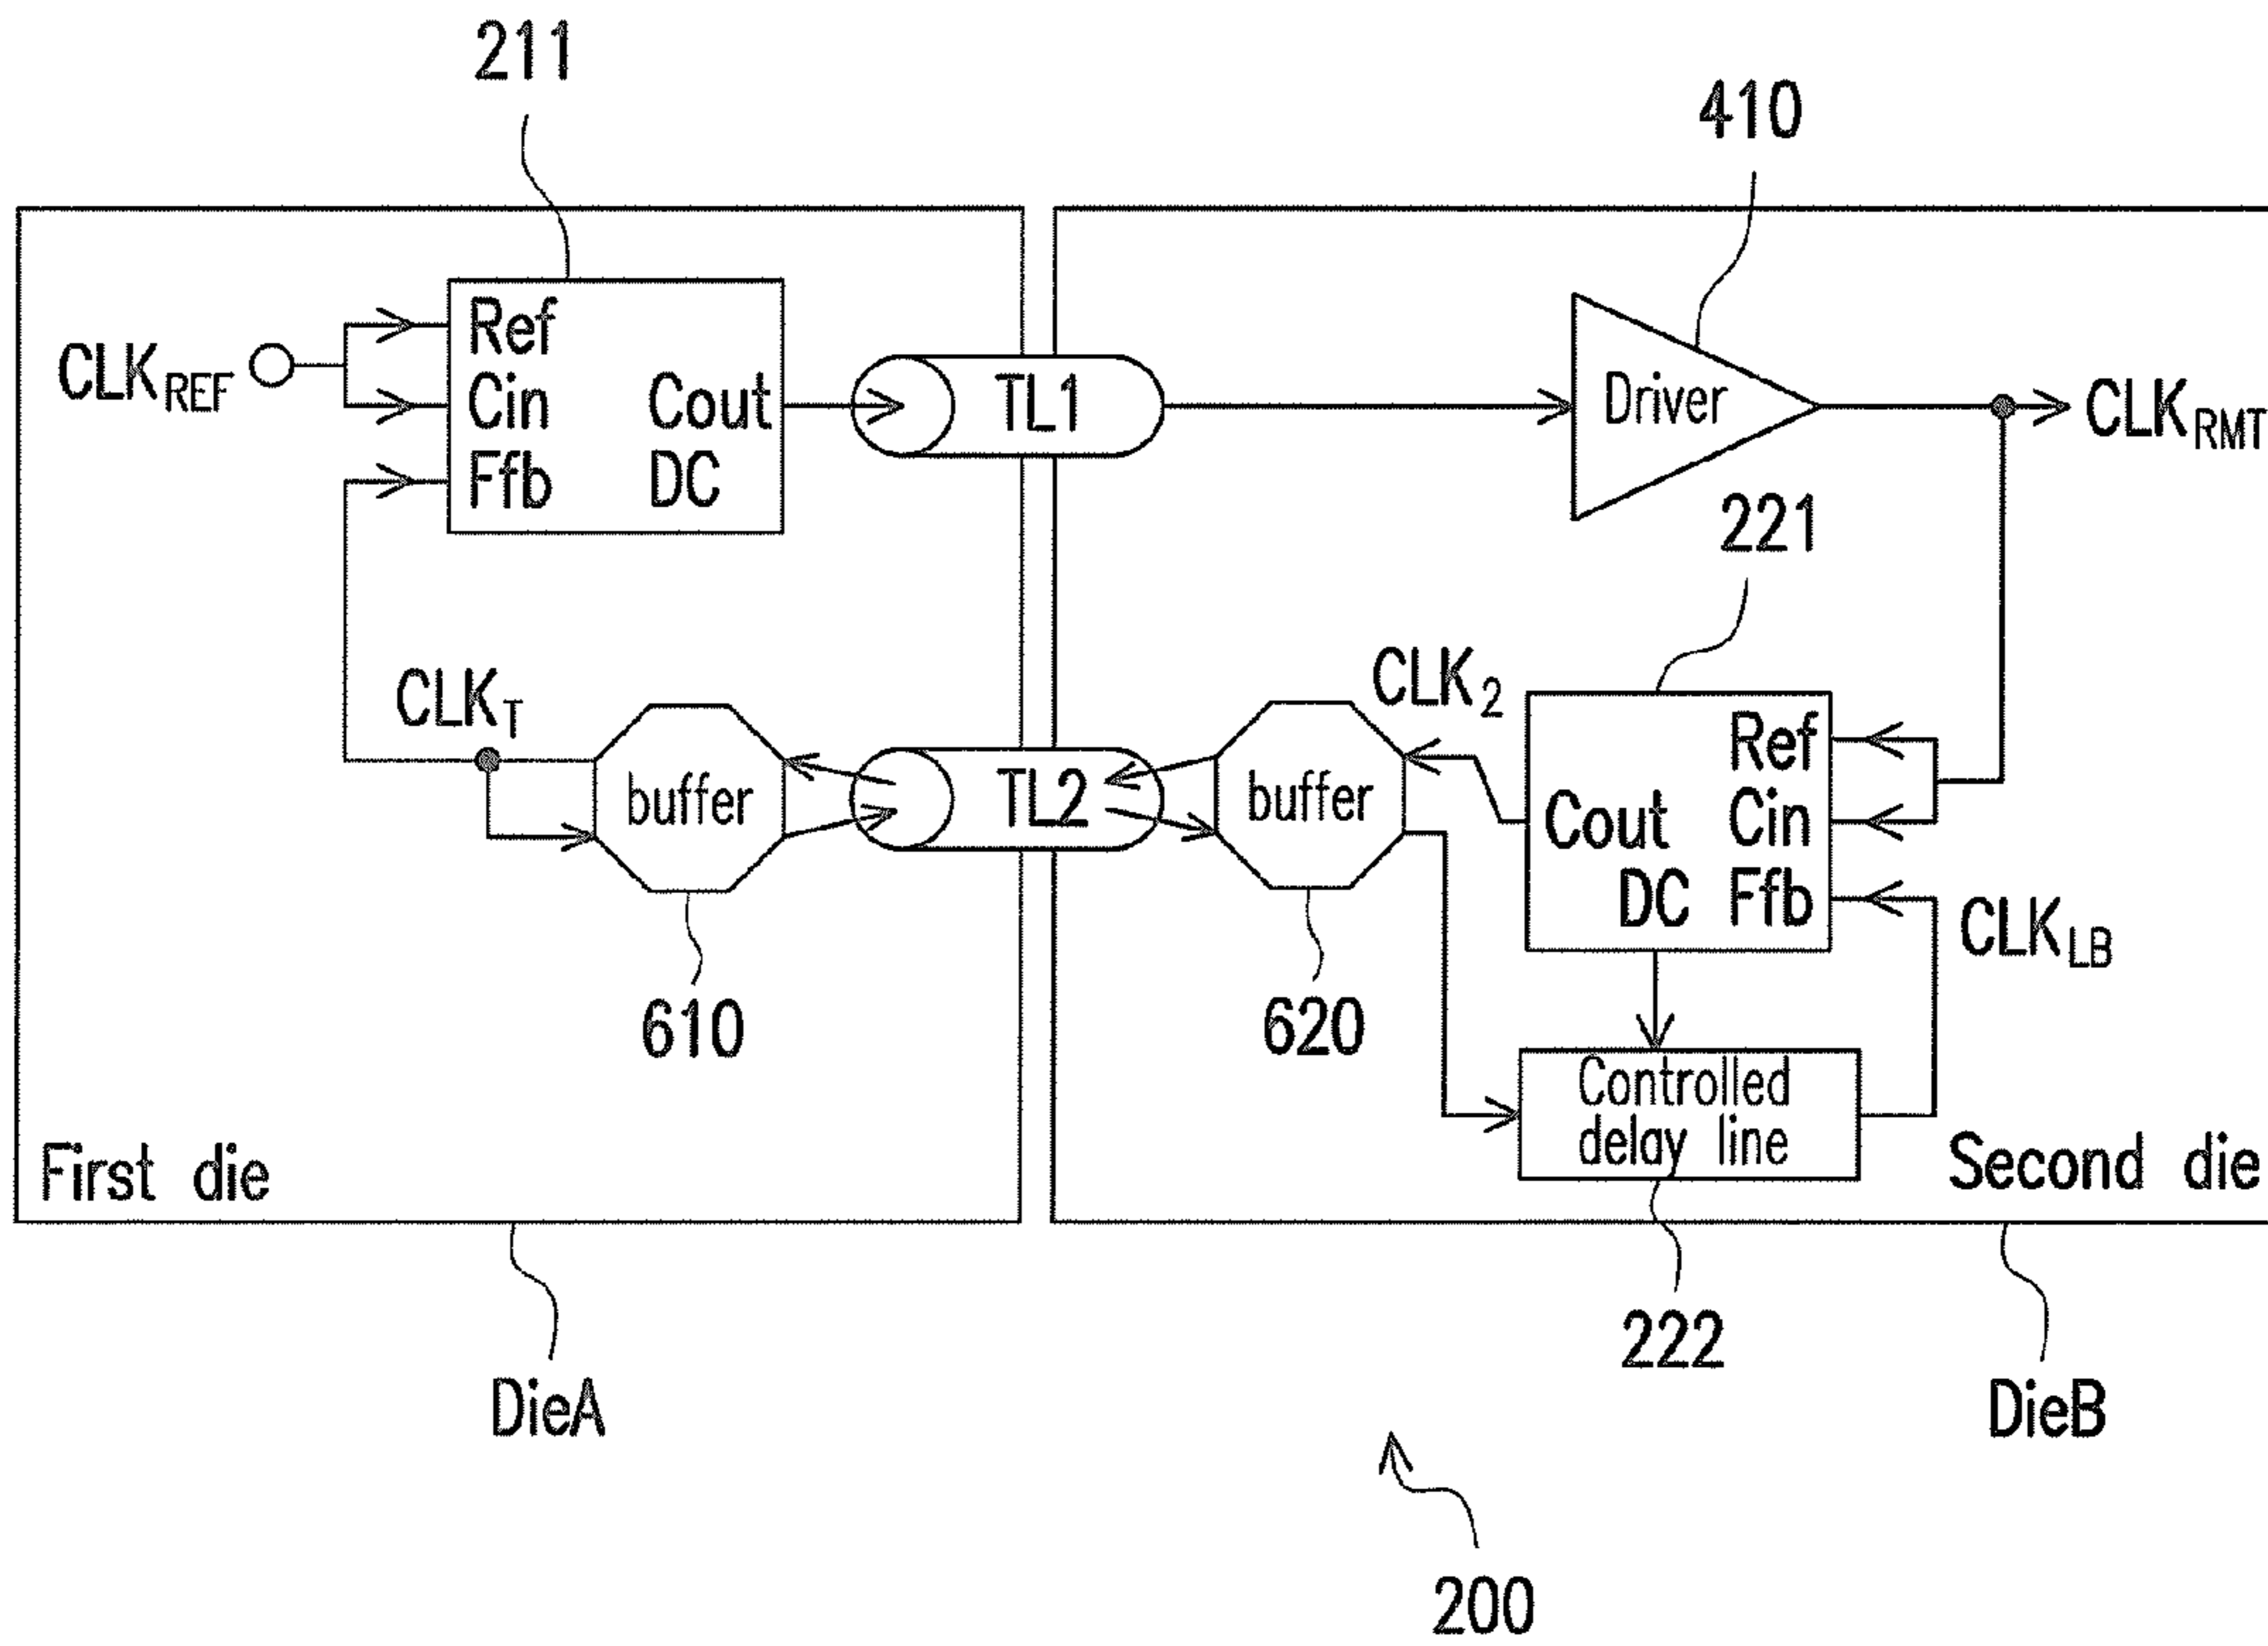 211
410
CLKREF
Ref
Cin
Cout
Ffb
DC
TL1
Driver
CLKRMT
221
CLKT
CLK2
buffer
TL2
buffer
Ref
Cout
Cin
DC
Ffb
CLKLB
610
620
Controlled
delay line
First die
Second die
222
DieA
DieB
200